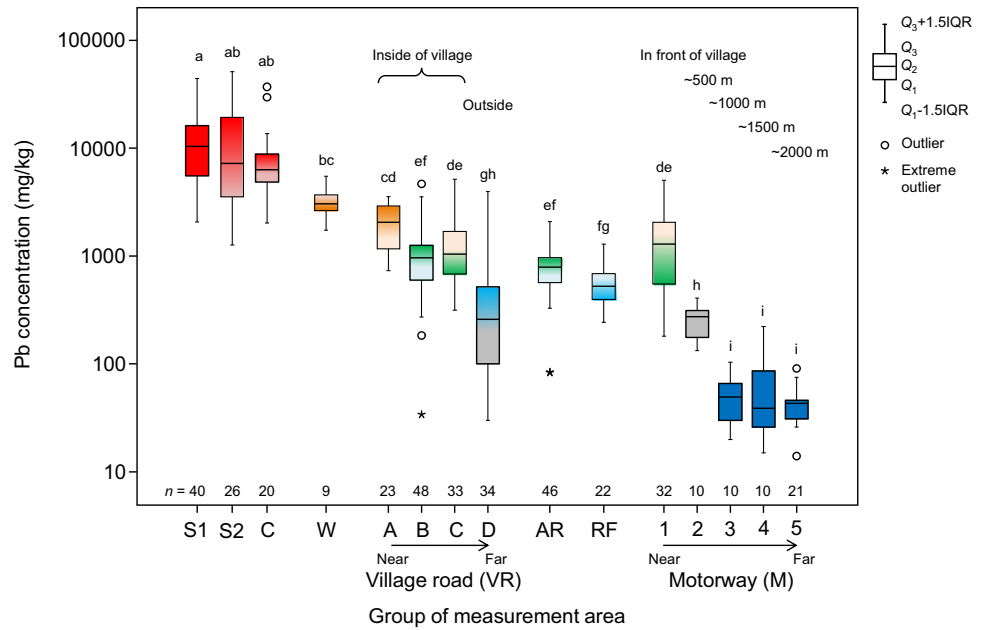 Pb concentration (mg/kg)
100000
10000
1000
100
10
a
ab
ab
bc
cd
ef
de
gh
ef
fg
de
h
i
i
i
Inside of village
Outside
In front of village
~500 m
~1000 m
~1500 m
~2000 m
Q3+1.5IQR
Q3
Q2
Q1
Q1-1.5IQR
Outlier
* Extreme
outlier
n = 40 26 20 9 23 48 33 34 46 22 32 10 10 10 21
S1 S2 C W A B C D AR RF 1 2 3 4 5
Near Far Near Far
Village road (VR) Motorway (M)
Group of measurement area